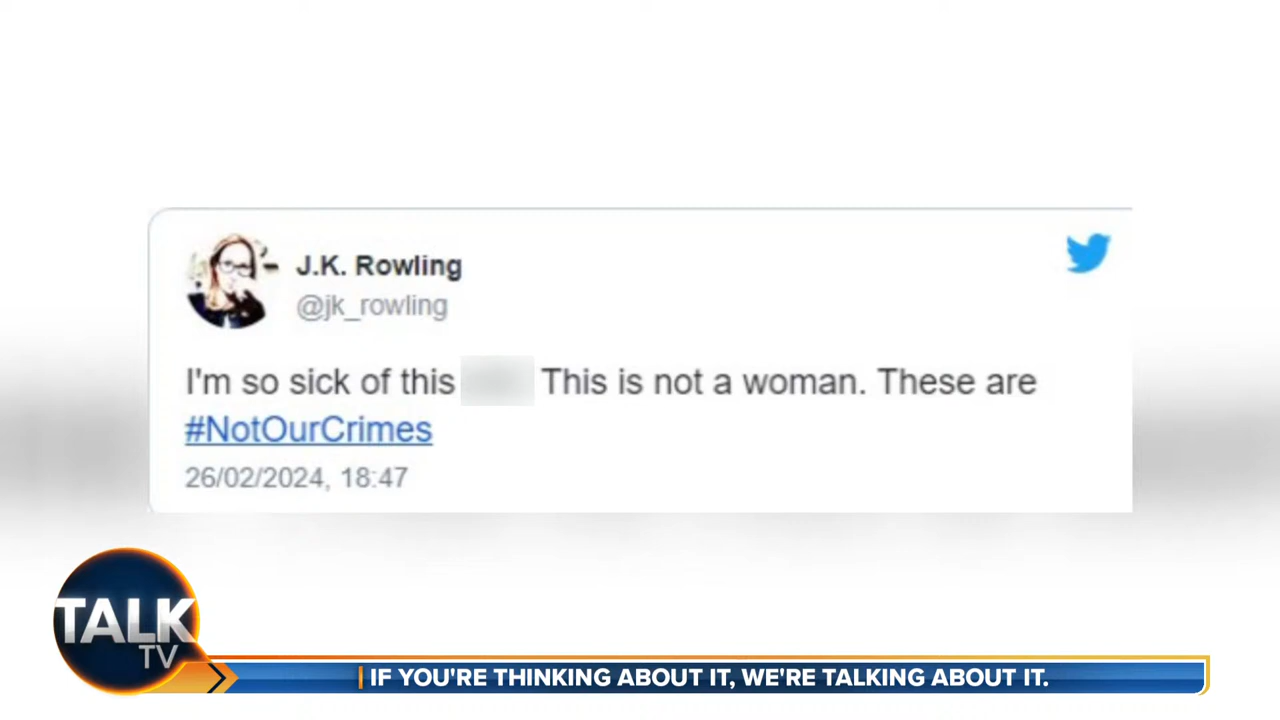 J.K. Rowling
@jk_rowling
I'm so sick of this This is not a woman. These are
#NotOurCrimes
26/02/2024, 18:47
TALK
TV
IF YOU'RE THINKING ABOUT IT, WE'RE TALKING ABOUT IT.